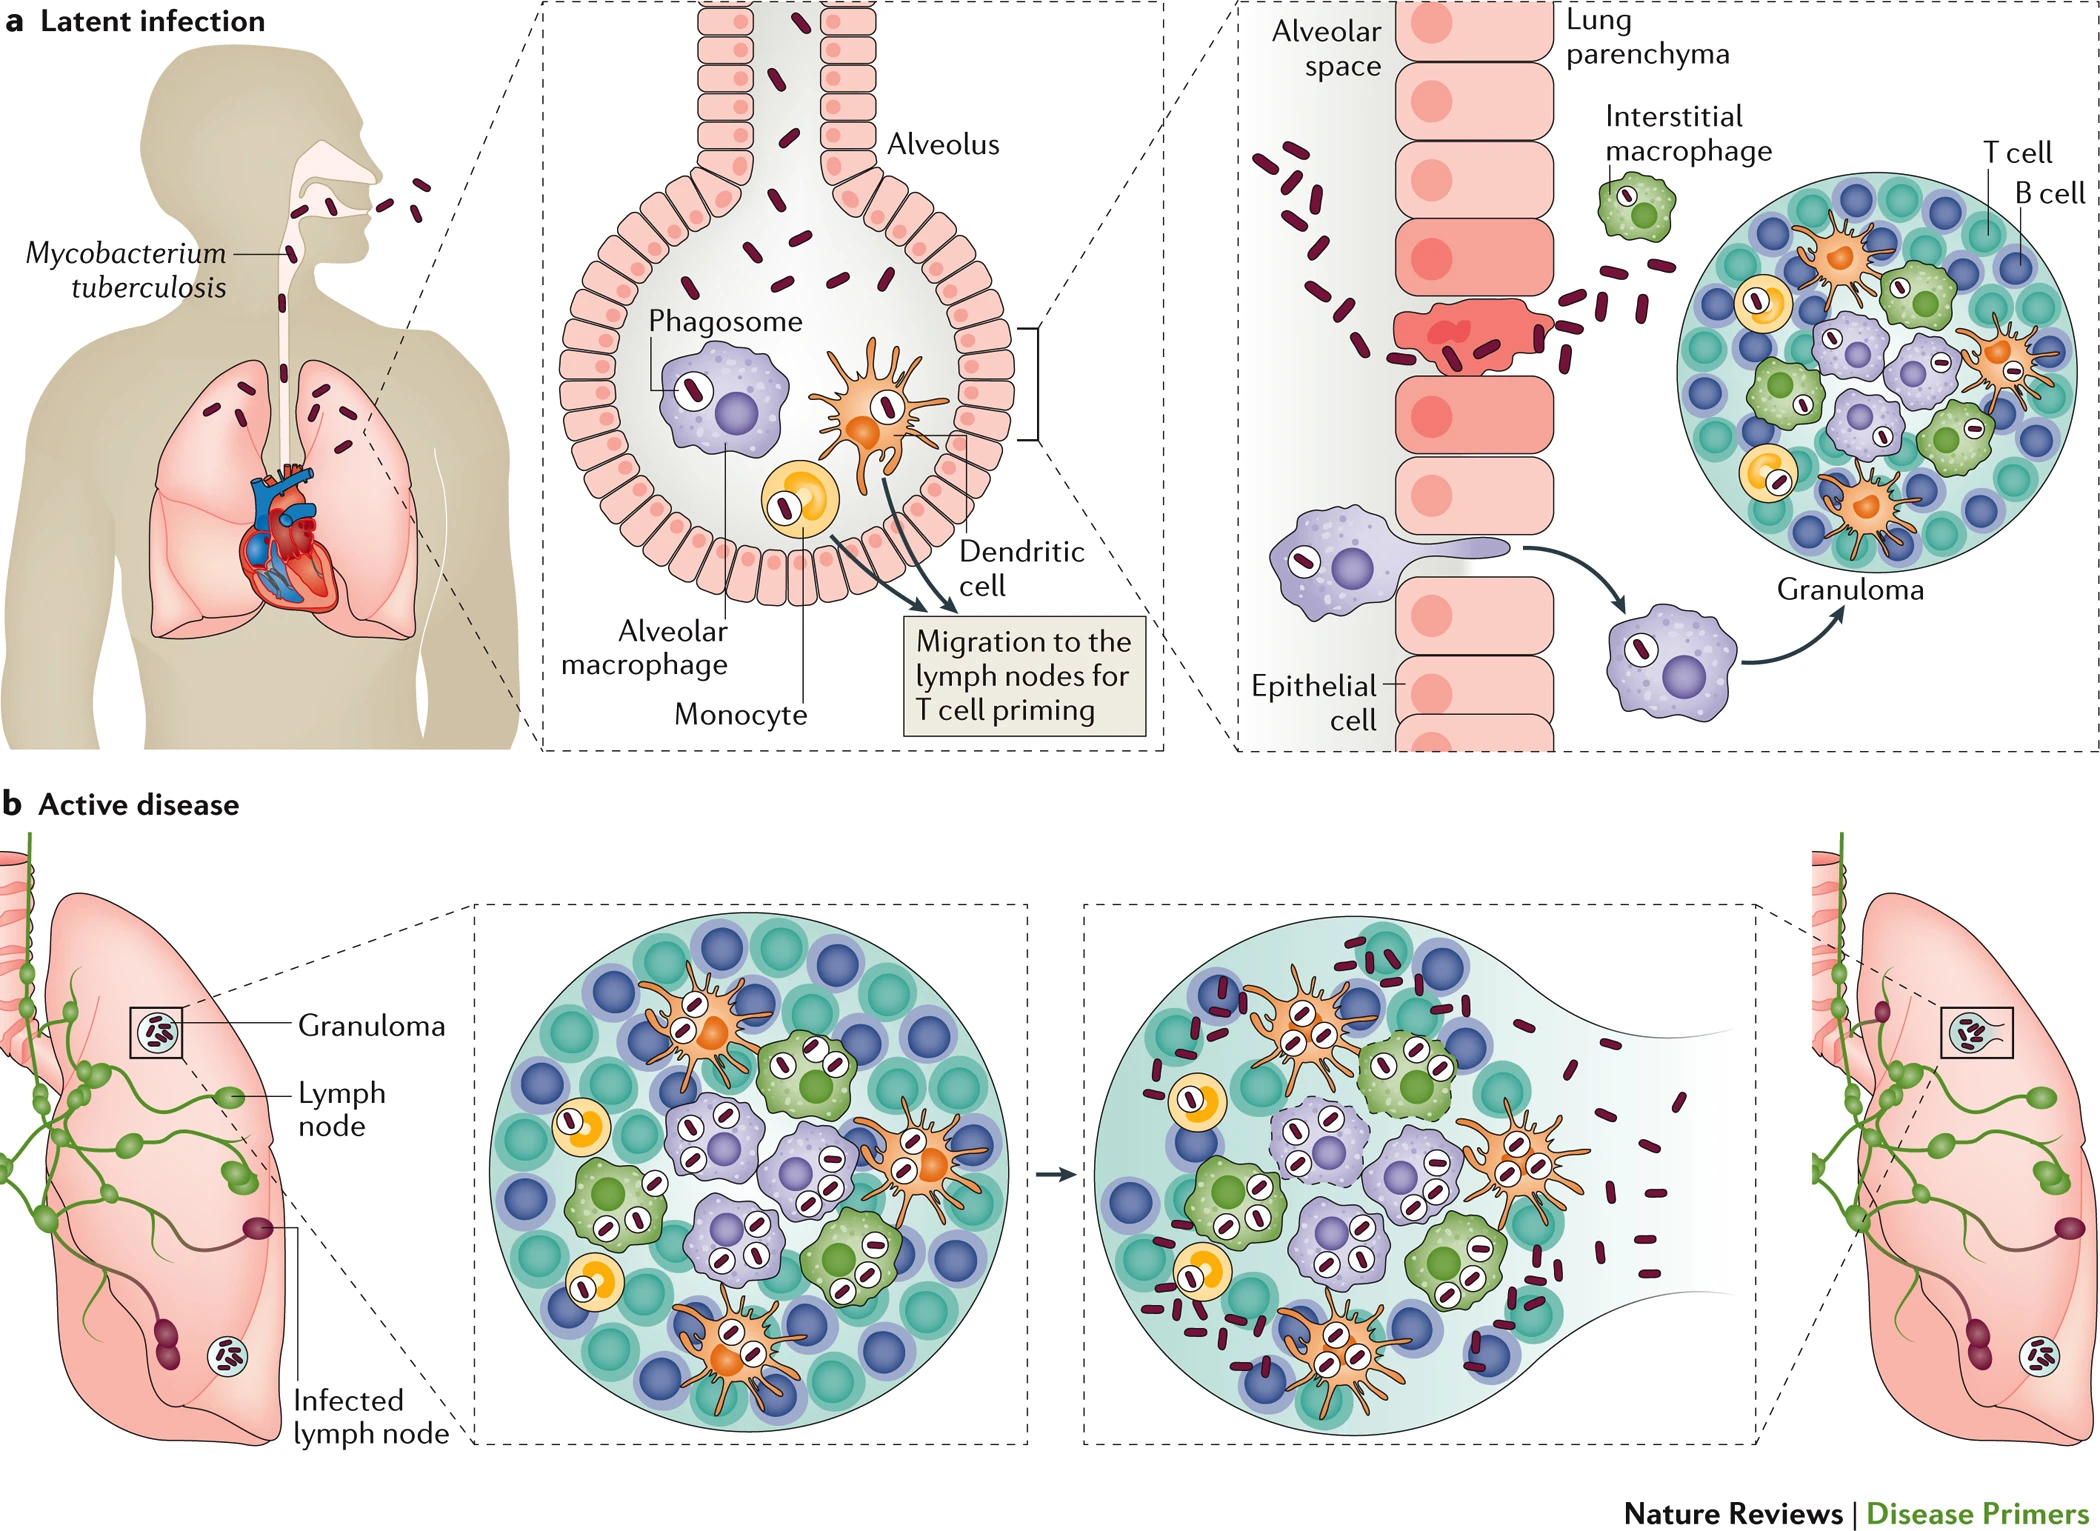 a Latent infection
Mycobacterium
tuberculosis
Alveolus
Phagosome
Dendritic
cell
Alveolar
macrophage
Monocyte
Migration to the
lymph nodes for
T cell priming
Alveolar
space
Lung
parenchyma
Interstitial
macrophage
T cell
B cell
Granuloma
Epithelial
cell
b Active disease
Granuloma
Lymph
node
Infected
lymph node
Nature Reviews | Disease Primers